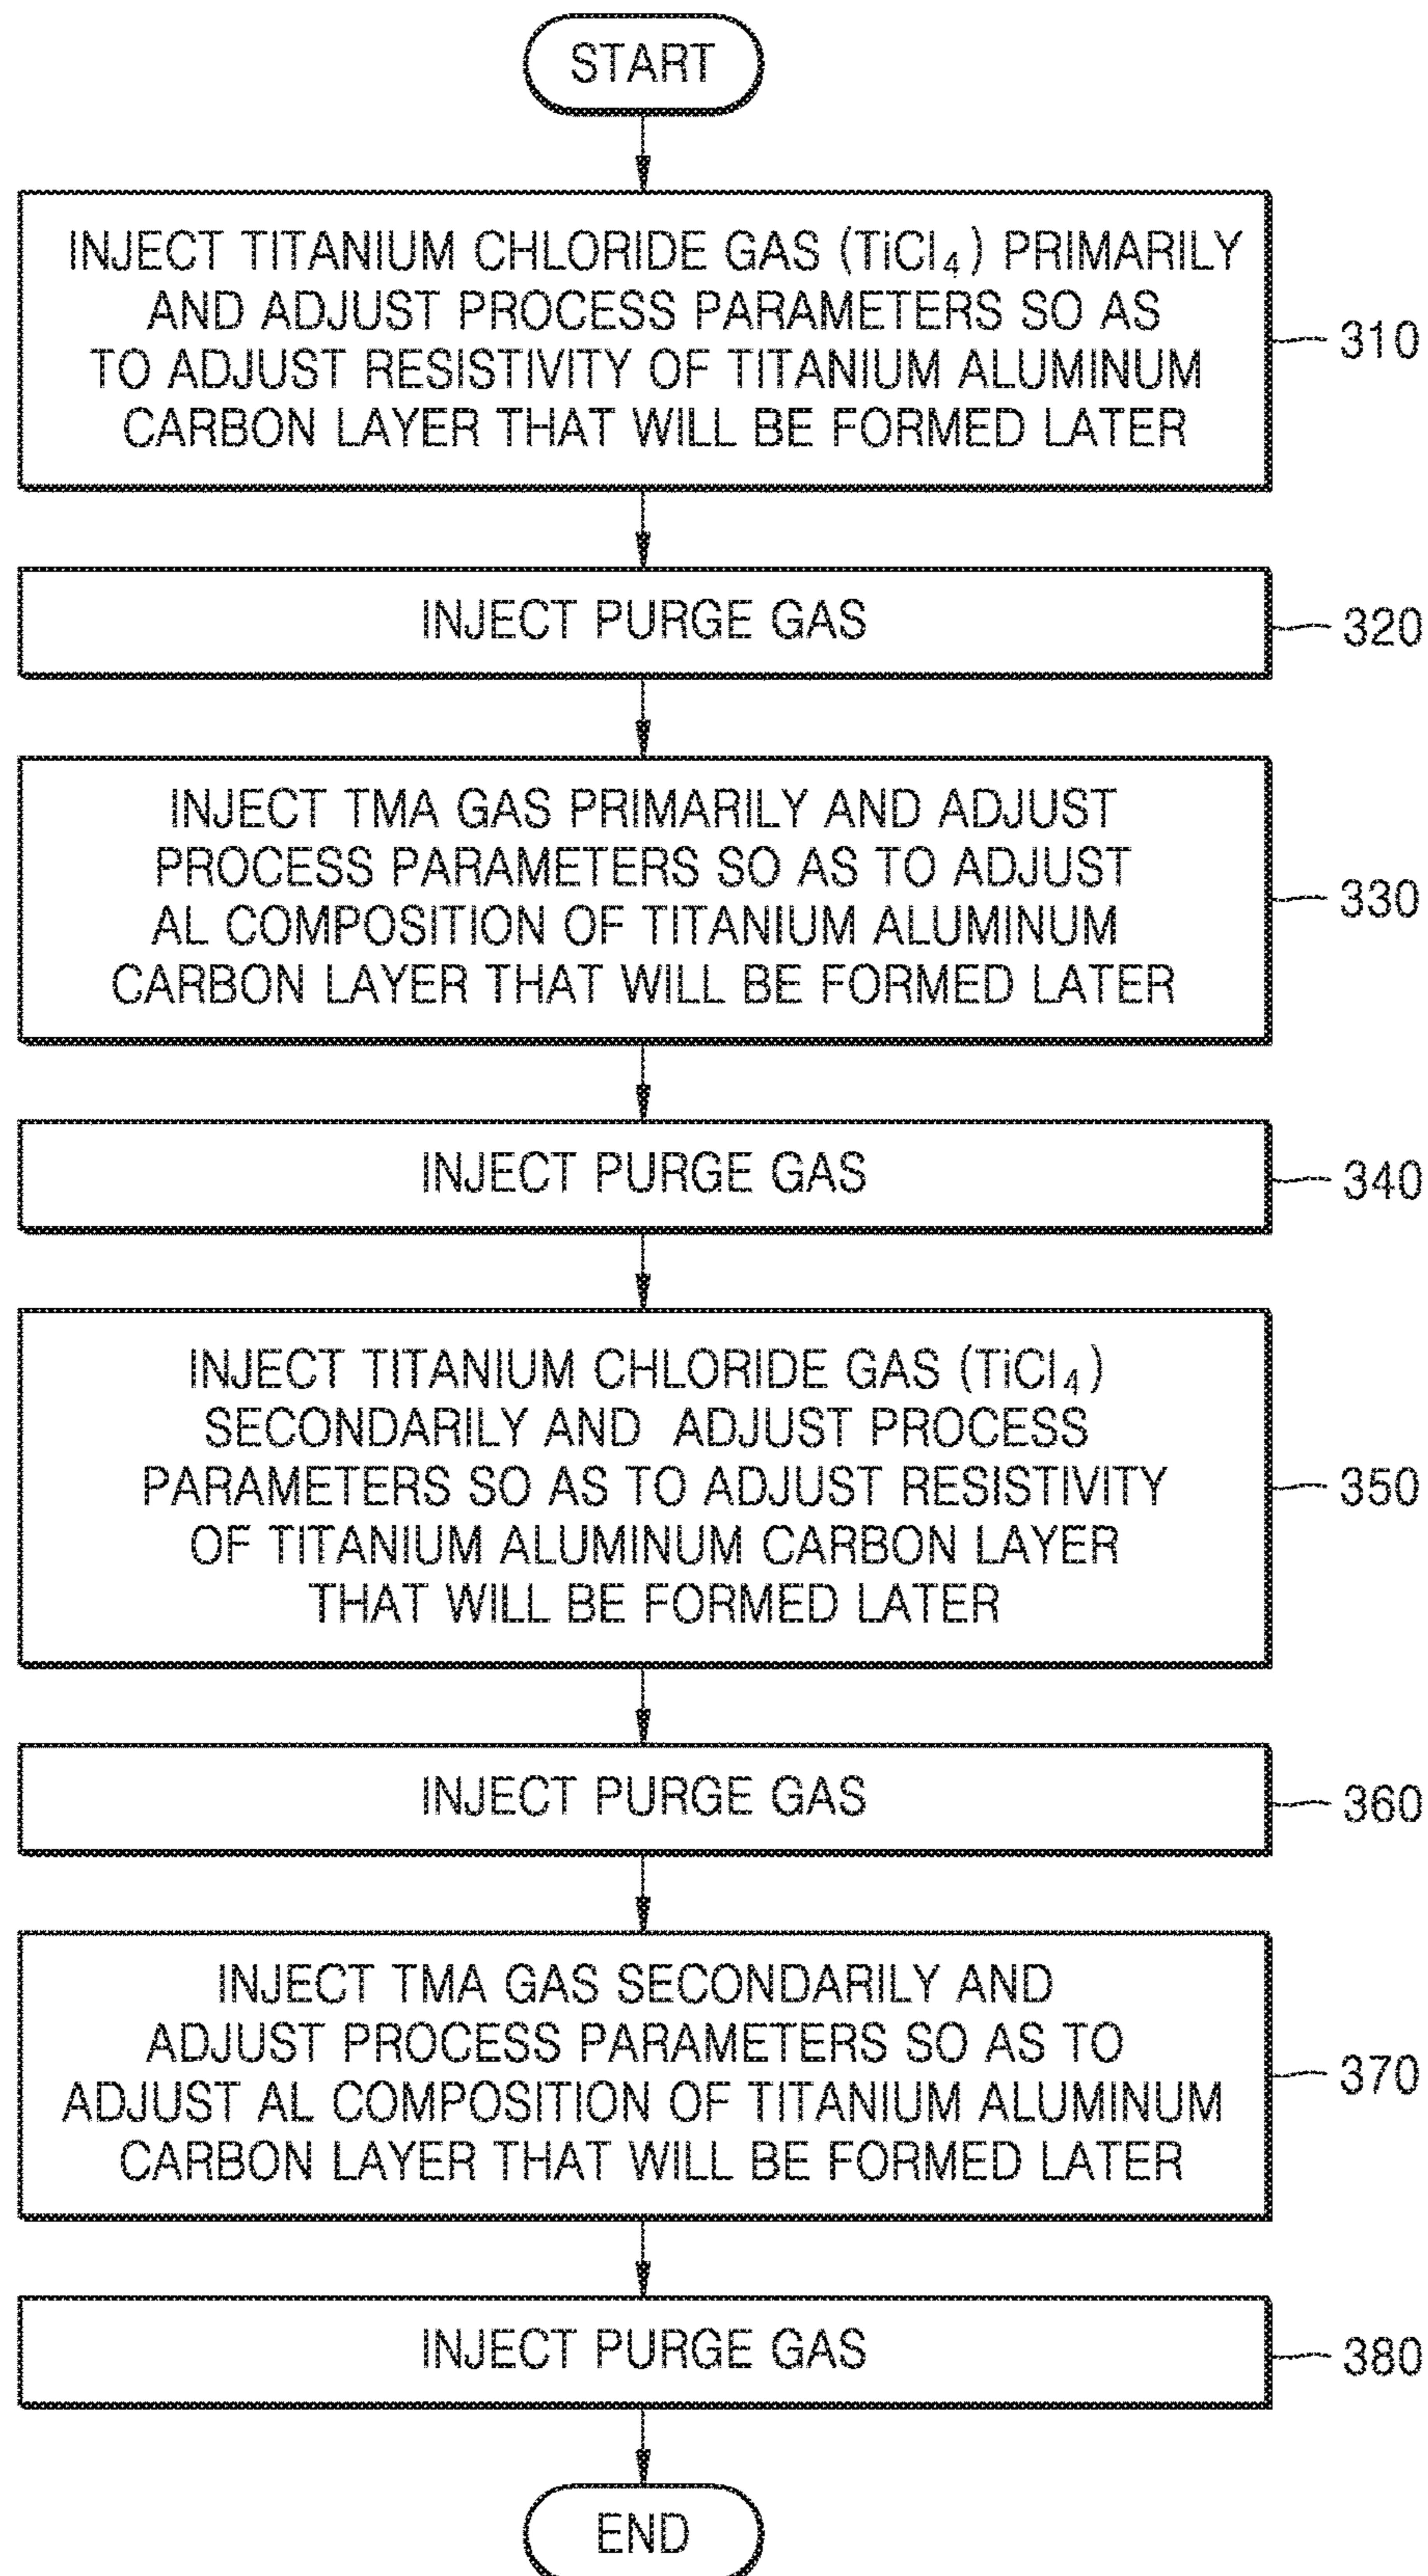 START
INJECT TITANIUM CHLORIDE GAS (TiCl₄) PRIMARILY
AND ADJUST PROCESS PARAMETERS SO AS
TO ADJUST RESISTIVITY OF TITANIUM ALUMINUM
CARBON LAYER THAT WILL BE FORMED LATER
310
INJECT PURGE GAS
320
INJECT TMA GAS PRIMARILY AND ADJUST
PROCESS PARAMETERS SO AS TO ADJUST
AL COMPOSITION OF TITANIUM ALUMINUM
CARBON LAYER THAT WILL BE FORMED LATER
330
INJECT PURGE GAS
340
INJECT TITANIUM CHLORIDE GAS (TiCl₄)
SECONDARILY AND ADJUST PROCESS
PARAMETERS SO AS TO ADJUST RESISTIVITY
OF TITANIUM ALUMINUM CARBON LAYER
THAT WILL BE FORMED LATER
350
INJECT PURGE GAS
360
INJECT TMA GAS SECONDARILY AND
ADJUST PROCESS PARAMETERS SO AS TO
ADJUST AL COMPOSITION OF TITANIUM ALUMINUM
CARBON LAYER THAT WILL BE FORMED LATER
370
INJECT PURGE GAS
380
END